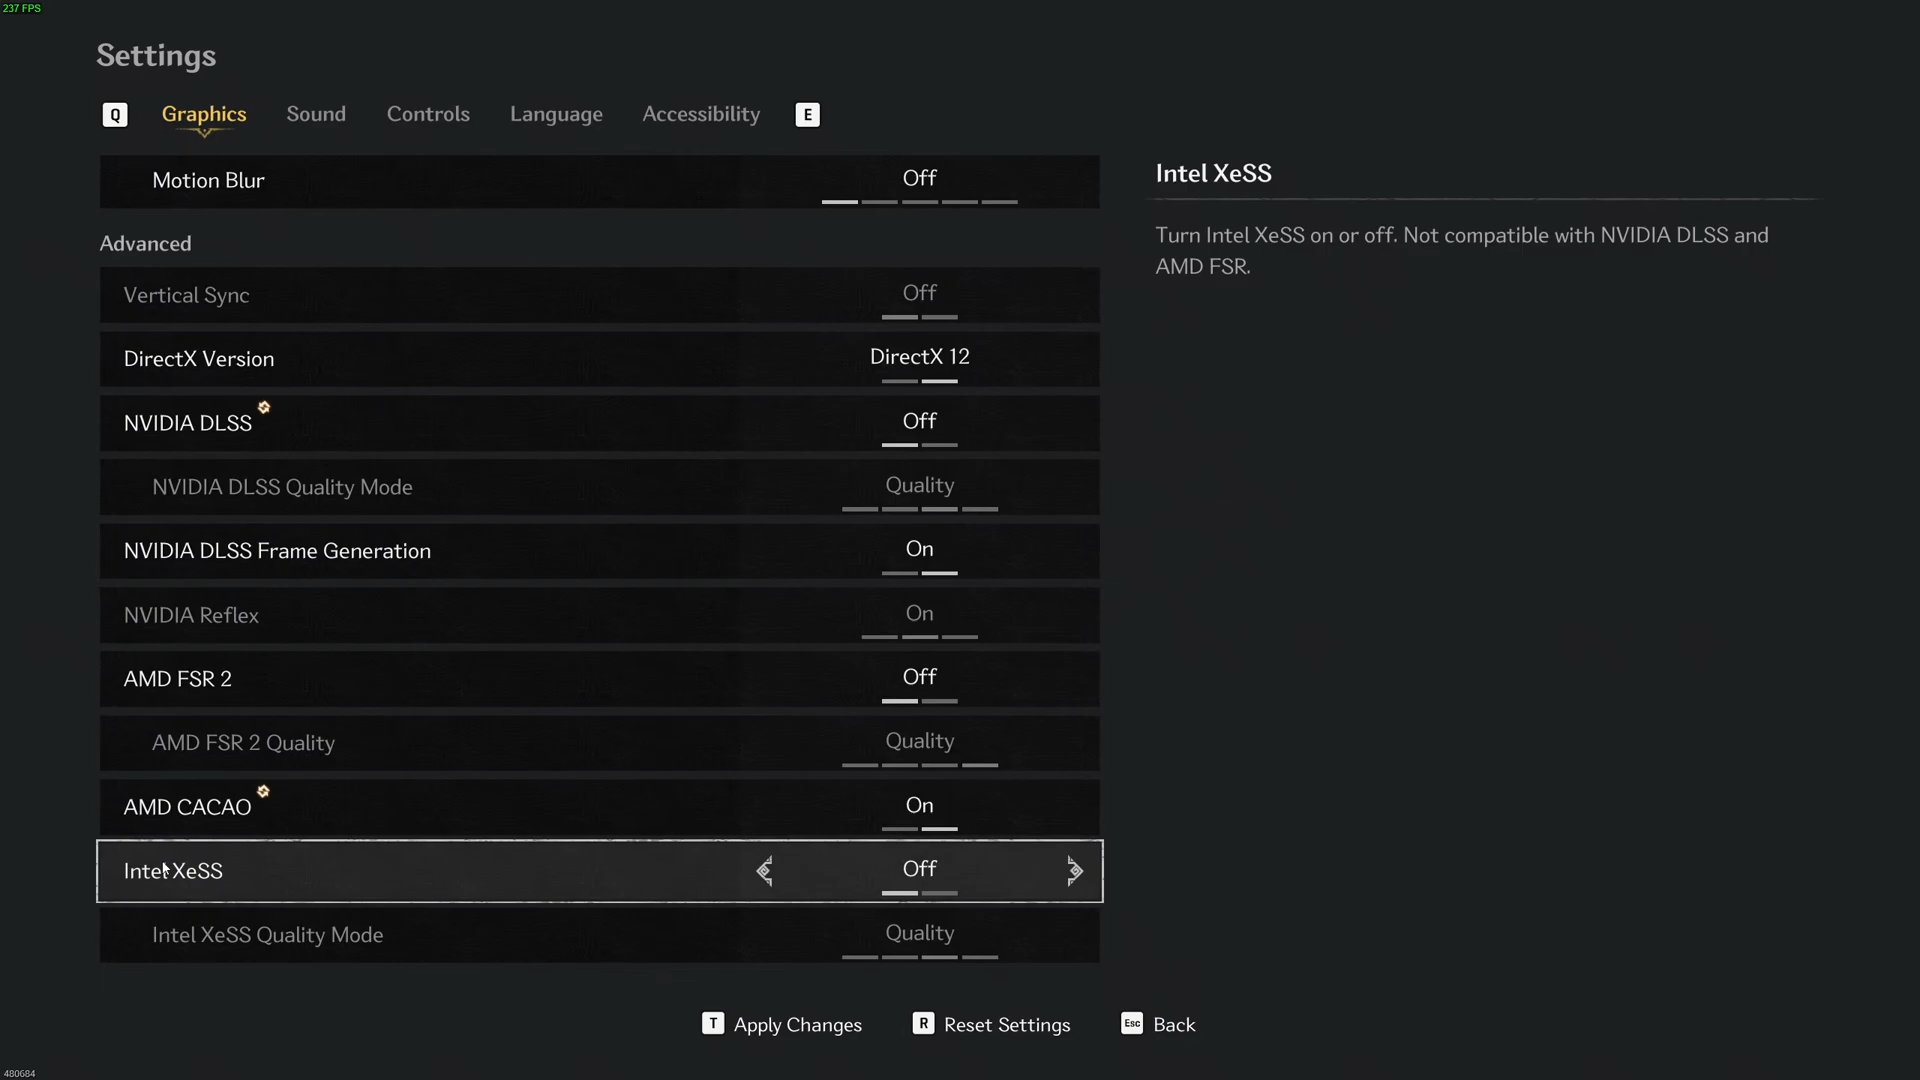 237 FPS
Settings
Q Graphics Sound Controls Language Accessibility E
Motion Blur Off
Advanced
Vertical Sync Off
DirectX Version DirectX 12
NVIDIA DLSS Off
NVIDIA DLSS Quality Mode Quality
NVIDIA DLSS Frame Generation On
NVIDIA Reflex On
AMD FSR 2 Off
AMD FSR 2 Quality Quality
AMD CACAO On
Intel XeSS Off
Intel XeSS Quality Mode Quality
Intel XeSS
Turn Intel XeSS on or off. Not compatible with NVIDIA DLSS and
AMD FSR.
T Apply Changes R Reset Settings Esc Back
480684